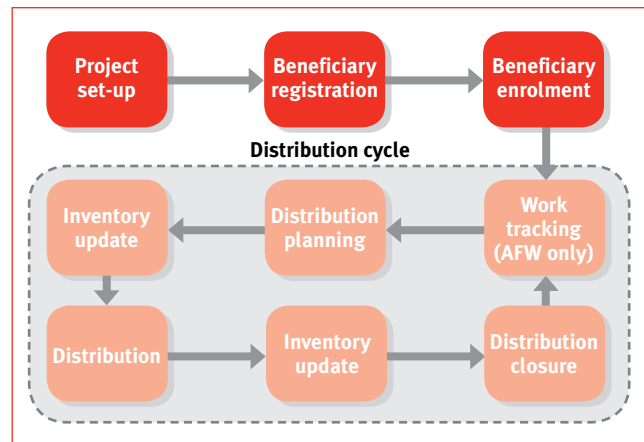 Project
set-up
Beneficiary
registration
Beneficiary
enrolment
Distribution cycle
Inventory
update
Distribution
planning
Work
tracking
(AFW only)
Distribution
Inventory
update
Distribution
closure